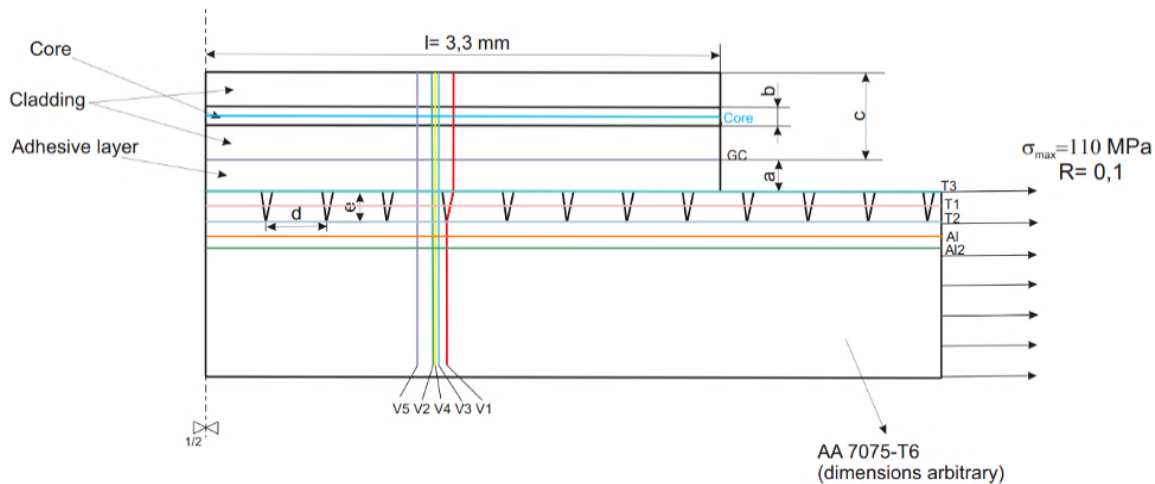 l= 3,3 mm
Core
Cladding
Adhesive layer
b
c
Core
GC
a
σmax=110 MPa
R= 0,1
T3
d
e
T1
T2
Al
Al2
V5 V2 V4 V3 V1
1/2
AA 7075-T6
(dimensions arbitrary)